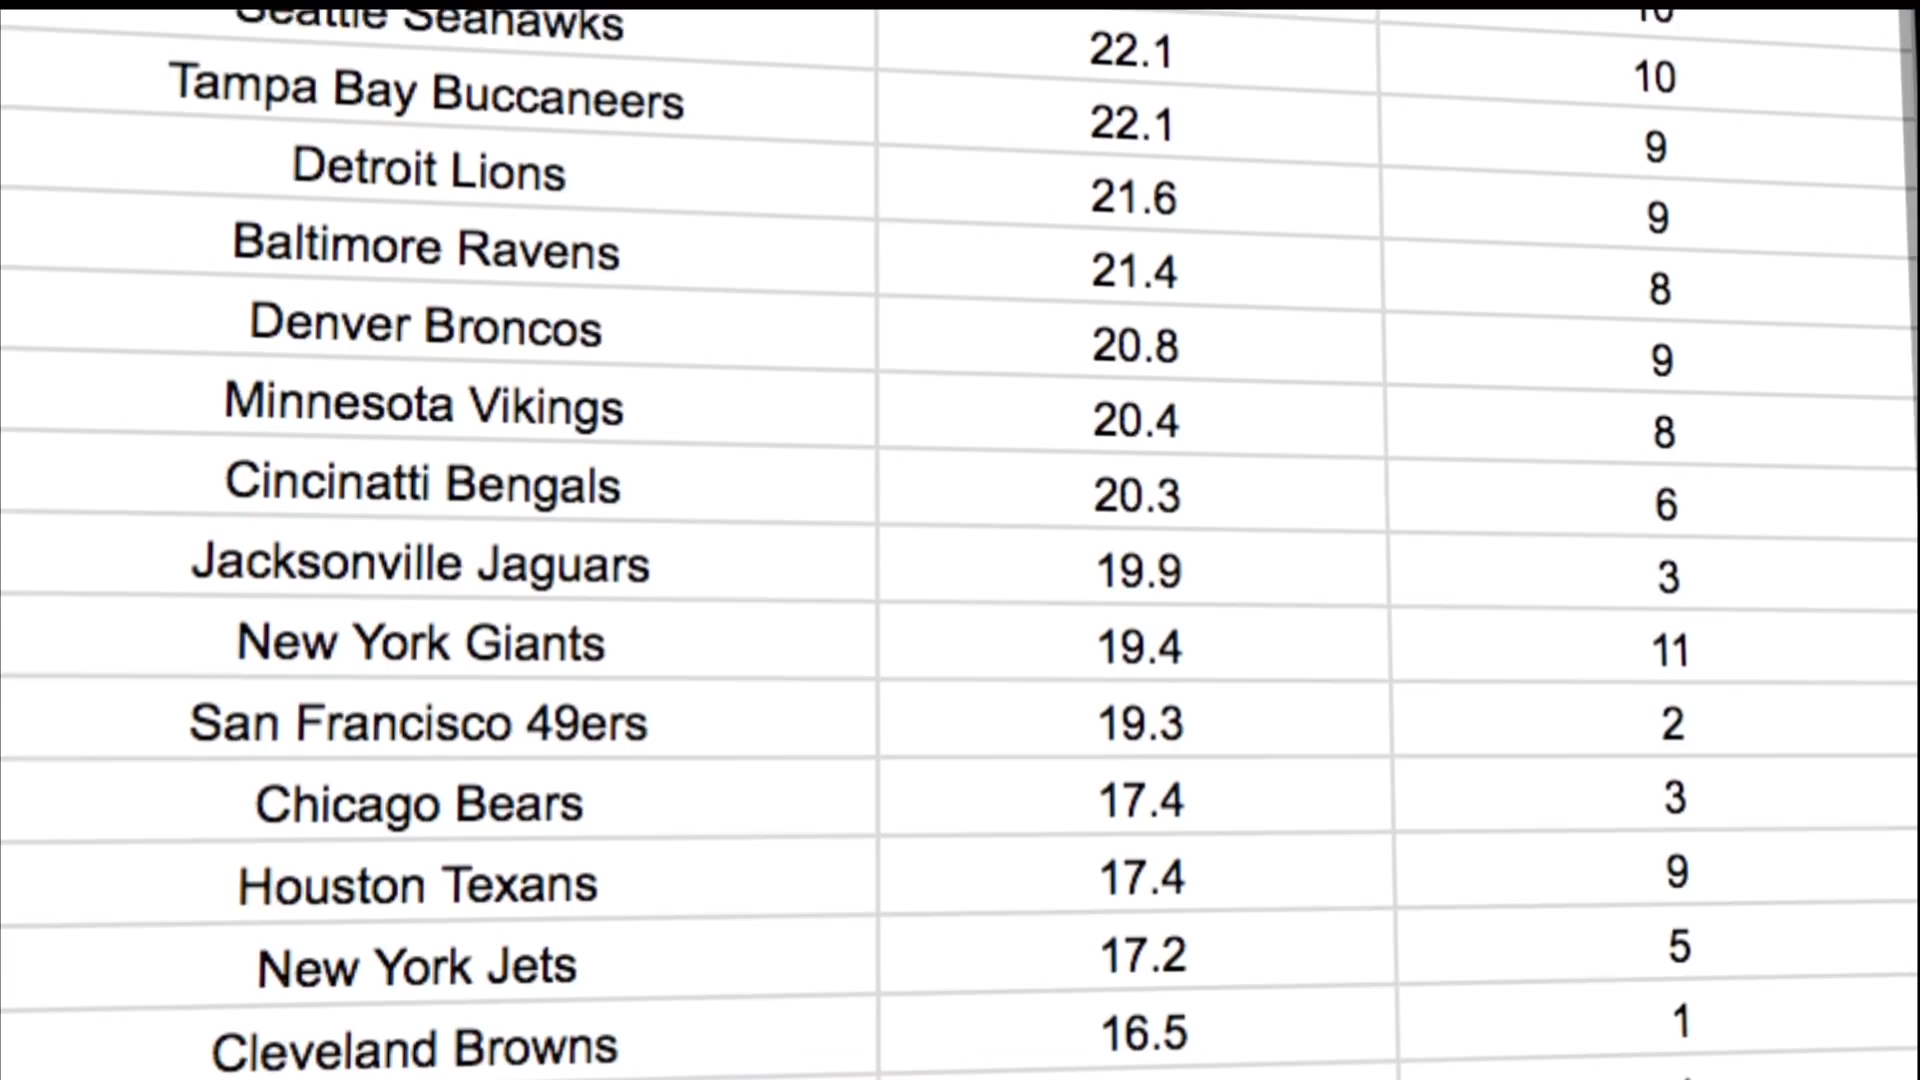 Seattle Seahawks 22.1 10
Tampa Bay Buccaneers 22.1 9
Detroit Lions 21.6 9
Baltimore Ravens 21.4 8
Denver Broncos 20.8 9
Minnesota Vikings 20.4 8
Cincinatti Bengals 20.3 6
Jacksonville Jaguars 19.9 3
New York Giants 19.4 11
San Francisco 49ers 19.3 2
Chicago Bears 17.4 3
Houston Texans 17.4 9
New York Jets 17.2 5
Cleveland Browns 16.5 1